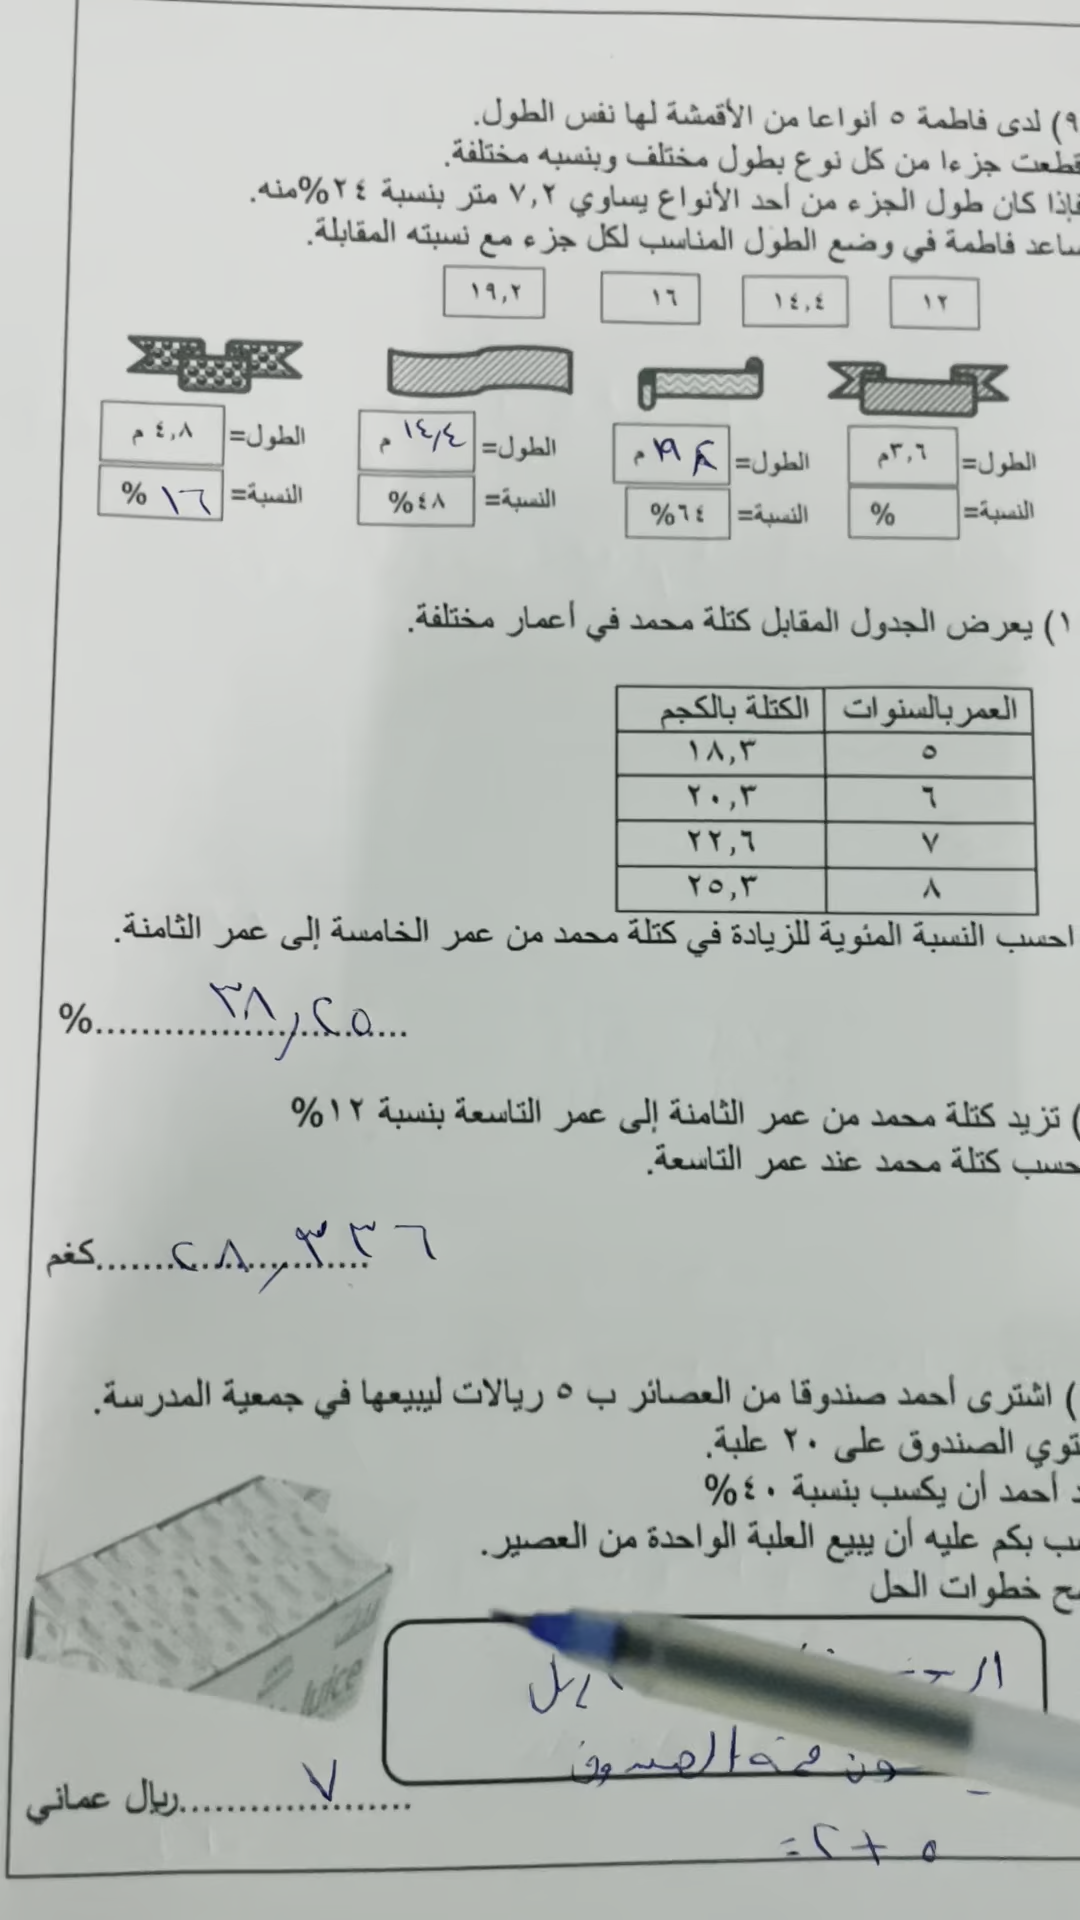 ٩) لدى فاطمة ٥ أنواعا من الأقمشة لها نفس الطول.
قطعت جزءا من كل نوع بطول مختلف وبنسبه مختلفة.
فإذا كان طول الجزء من أحد الأنواع يساوي ٧,٢ متر بنسبة ٢٤%منه.
ساعد فاطمة في وضع الطول المناسب لكل جزء مع نسبته المقابلة.
١٢ ١٤,٤ ١٦ ١٩,٢
الطول= ٣,٦م الطول= ١٩,٢ م الطول= ١٤,٤ م الطول= ٤,٨ م
النسبة= % النسبة= ٦٤% النسبة= ٤٨% النسبة= ١٦ %
١) يعرض الجدول المقابل كتلة محمد في أعمار مختلفة.
العمر بالسنوات الكتلة بالكجم
٥ ١٨,٣
٦ ٢٠,٣
٧ ٢٢,٦
٨ ٢٥,٣
احسب النسبة المئوية للزيادة في كتلة محمد من عمر الخامسة إلى عمر الثامنة.
٣٨,٢٥ %
) تزيد كتلة محمد من عمر الثامنة إلى عمر التاسعة بنسبة ١٢%
حسب كتلة محمد عند عمر التاسعة.
٢٨,٣٣٦ كغم
) اشترى أحمد صندوقا من العصائر ب ٥ ريالات ليبيعها في جمعية المدرسة.
توي الصندوق على ٢٠ علبة.
د أحمد أن يكسب بنسبة ٤٠%
سب بكم عليه أن يبيع العلبة الواحدة من العصير.
ضح خطوات الحل
Juice
الصندوق
٧ ريال عماني
٥ + ٢ =